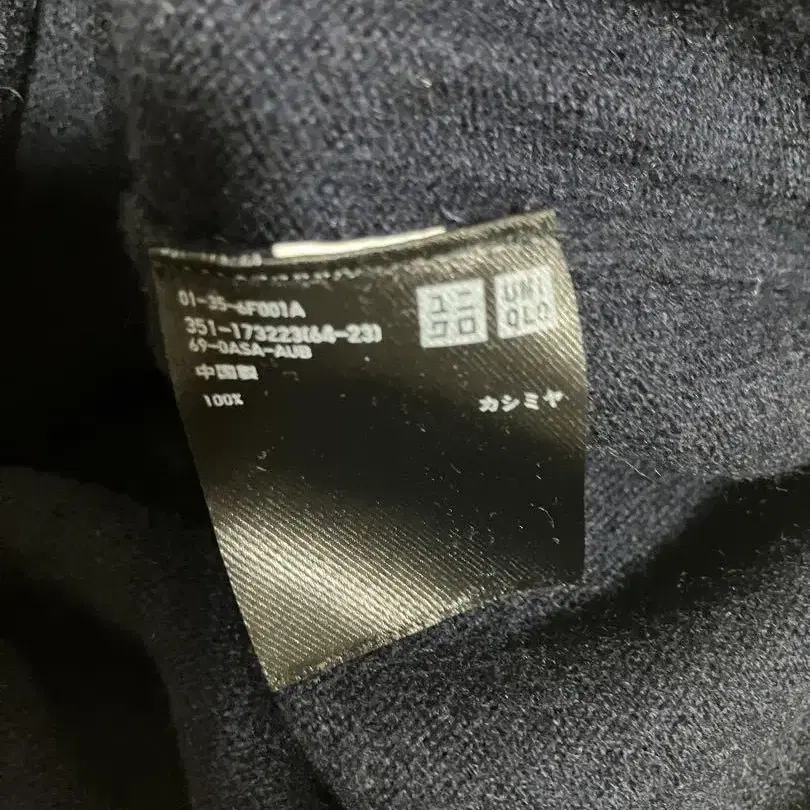 01-35-6F001A
351-173223(64-23)
69-0ASA-AUB
中国製
100% カシミヤ
ユニ
クロ
UNI
QLO